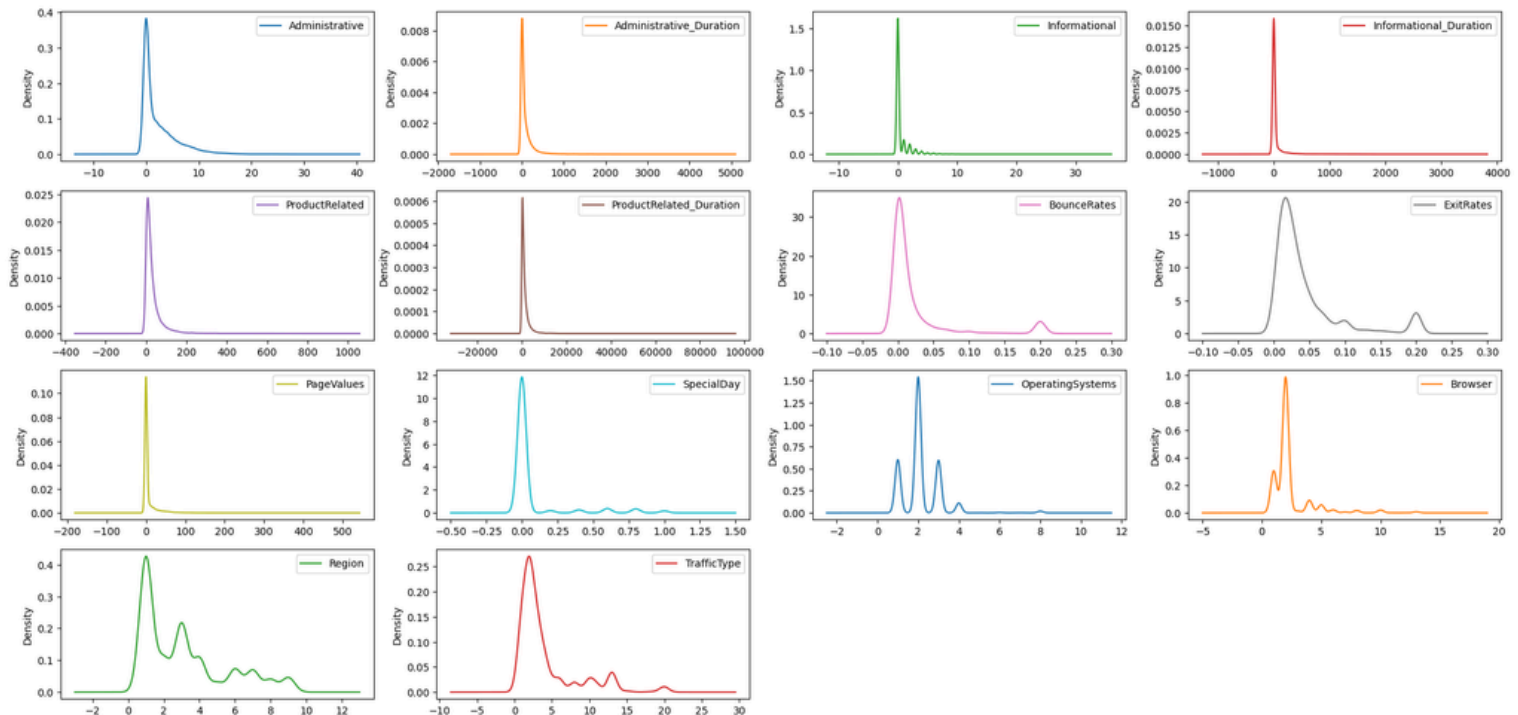 Administrative
Density
0.4
0.3
0.2
0.1
0.0
−10 0 10 20 30 40
Administrative_Duration
Density
0.008
0.006
0.004
0.002
0.000
−2000 −1000 0 1000 2000 3000 4000 5000
Informational
Density
1.5
1.0
0.5
0.0
−10 0 10 20 30
Informational_Duration
Density
0.0150
0.0125
0.0100
0.0075
0.0050
0.0025
0.0000
−1000 0 1000 2000 3000 4000
ProductRelated
Density
0.025
0.020
0.015
0.010
0.005
0.000
−400 −200 0 200 400 600 800 1000
ProductRelated_Duration
Density
0.0006
0.0005
0.0004
0.0003
0.0002
0.0001
0.0000
−20000 0 20000 40000 60000 80000 100000
BounceRates
Density
30
20
10
0
−0.10 −0.05 0.00 0.05 0.10 0.15 0.20 0.25 0.30
ExitRates
Density
20
15
10
5
0
−0.10 −0.05 0.00 0.05 0.10 0.15 0.20 0.25 0.30
PageValues
Density
0.10
0.08
0.06
0.04
0.02
0.00
−200 −100 0 100 200 300 400 500
SpecialDay
Density
12
10
8
6
4
2
0
−0.50 −0.25 0.00 0.25 0.50 0.75 1.00 1.25 1.50
OperatingSystems
Density
1.50
1.25
1.00
0.75
0.50
0.25
0.00
−2 0 2 4 6 8 10 12
Browser
Density
1.0
0.8
0.6
0.4
0.2
0.0
−5 0 5 10 15 20
Region
Density
0.4
0.3
0.2
0.1
0.0
−2 0 2 4 6 8 10 12
TrafficType
Density
0.25
0.20
0.15
0.10
0.05
0.00
−10 −5 0 5 10 15 20 25 30